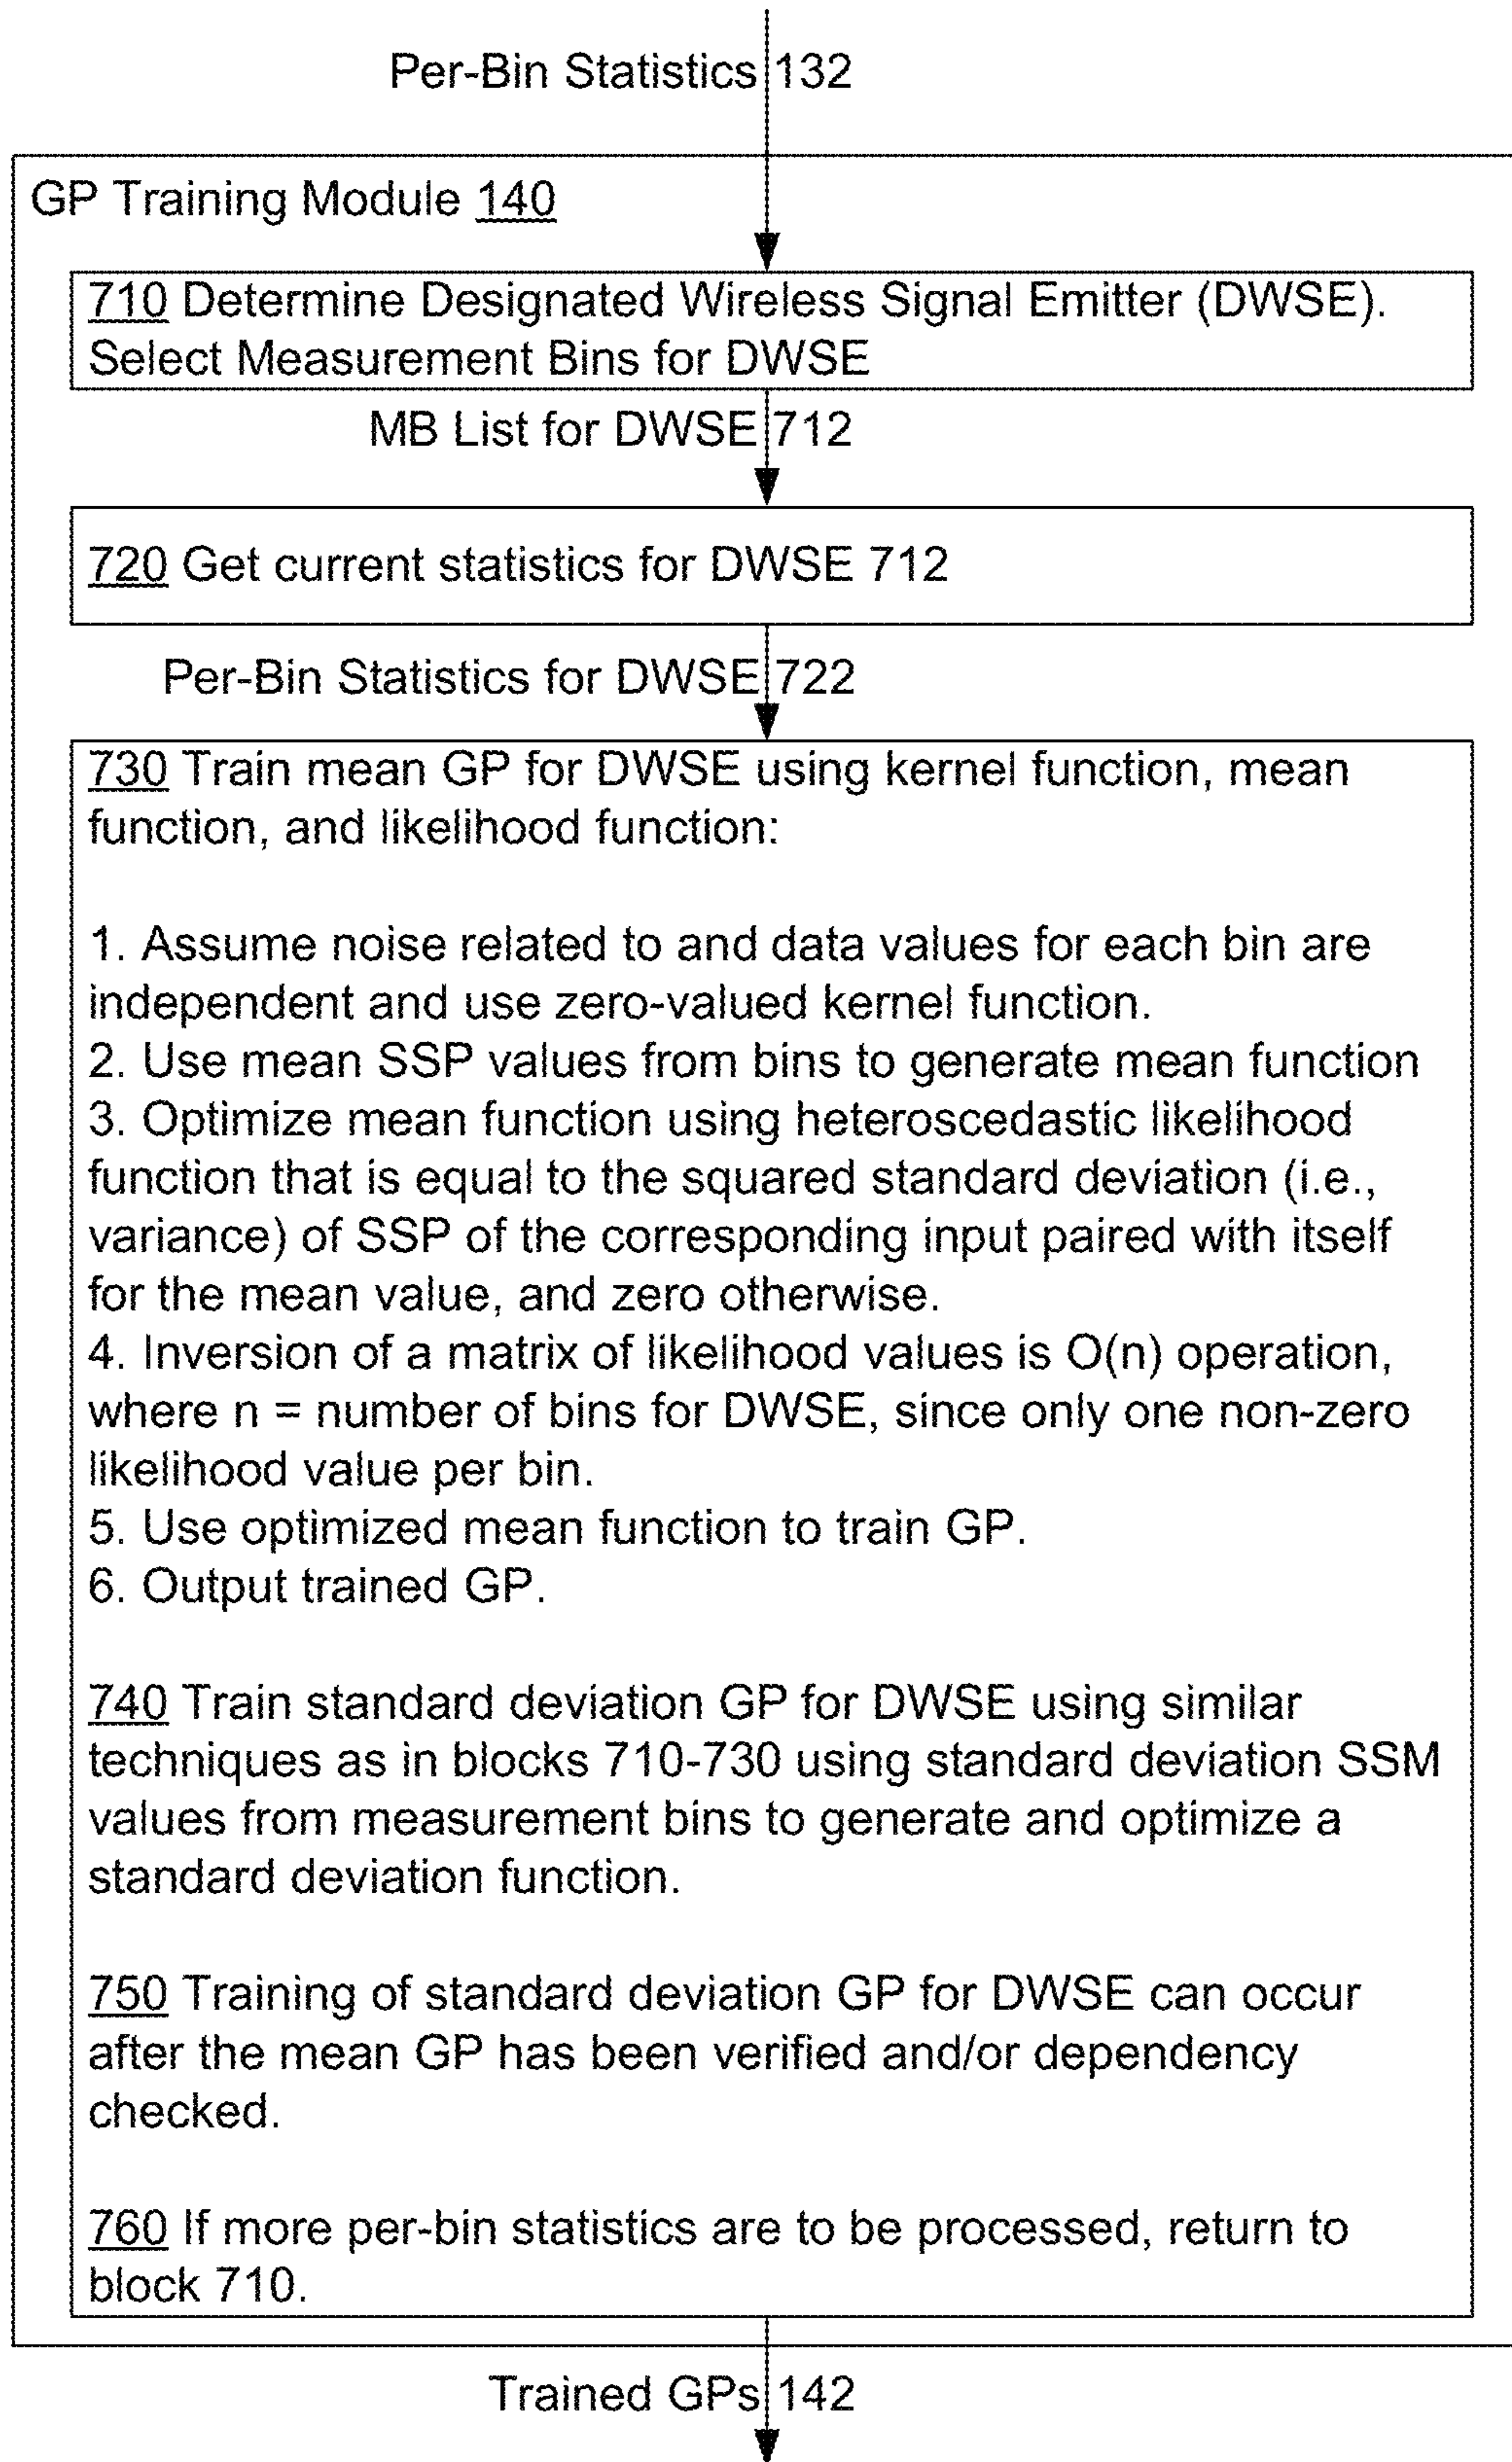 Per-Bin Statistics 132
GP Training Module 140
710 Determine Designated Wireless Signal Emitter (DWSE).
Select Measurement Bins for DWSE
MB List for DWSE 712
720 Get current statistics for DWSE 712
Per-Bin Statistics for DWSE 722
730 Train mean GP for DWSE using kernel function, mean
function, and likelihood function:
1. Assume noise related to and data values for each bin are
independent and use zero-valued kernel function.
2. Use mean SSP values from bins to generate mean function
3. Optimize mean function using heteroscedastic likelihood
function that is equal to the squared standard deviation (i.e.,
variance) of SSP of the corresponding input paired with itself
for the mean value, and zero otherwise.
4. Inversion of a matrix of likelihood values is O(n) operation,
where n = number of bins for DWSE, since only one non-zero
likelihood value per bin.
5. Use optimized mean function to train GP.
6. Output trained GP.
740 Train standard deviation GP for DWSE using similar
techniques as in blocks 710-730 using standard deviation SSM
values from measurement bins to generate and optimize a
standard deviation function.
750 Training of standard deviation GP for DWSE can occur
after the mean GP has been verified and/or dependency
checked.
760 If more per-bin statistics are to be processed, return to
block 710.
Trained GPs 142